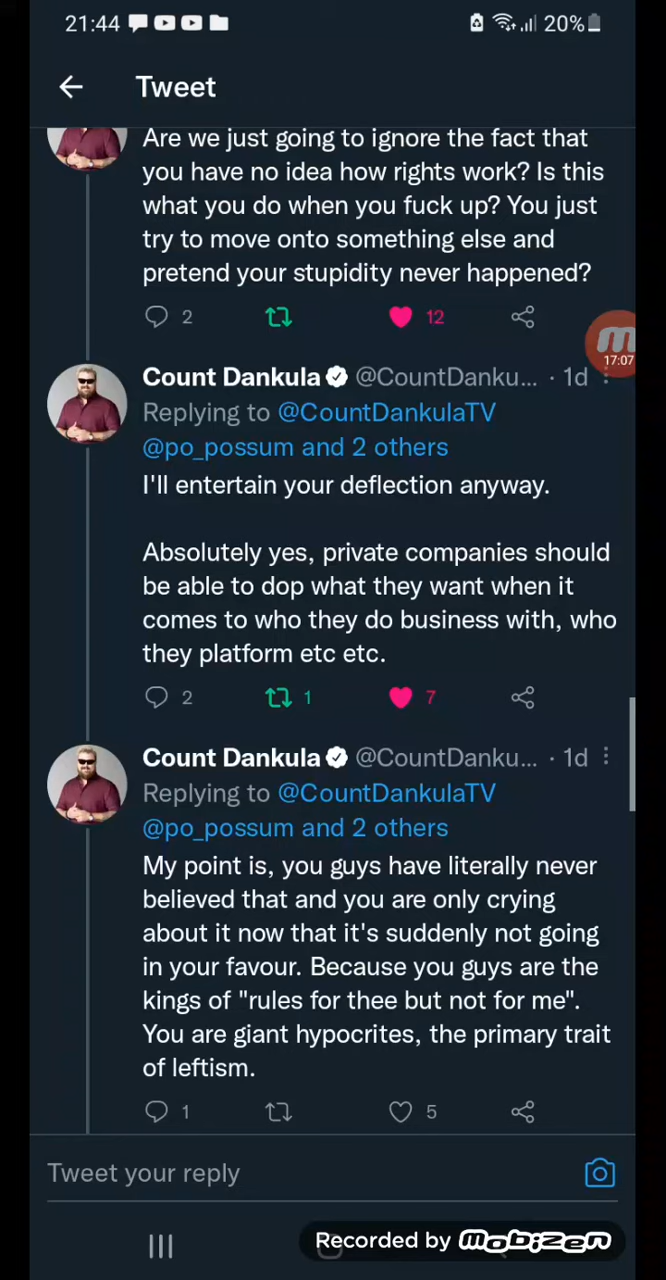 21:44
20%
Tweet
Are we just going to ignore the fact that
you have no idea how rights work? Is this
what you do when you fuck up? You just
try to move onto something else and
pretend your stupidity never happened?
2 12
17:07
Count Dankula @CountDanku... · 1d
Replying to @CountDankulaTV
@po_possum and 2 others
I'll entertain your deflection anyway.
Absolutely yes, private companies should
be able to dop what they want when it
comes to who they do business with, who
they platform etc etc.
2 1 7
Count Dankula @CountDanku... · 1d
Replying to @CountDankulaTV
@po_possum and 2 others
My point is, you guys have literally never
believed that and you are only crying
about it now that it's suddenly not going
in your favour. Because you guys are the
kings of "rules for thee but not for me".
You are giant hypocrites, the primary trait
of leftism.
1 5
Tweet your reply
Recorded by mobizen